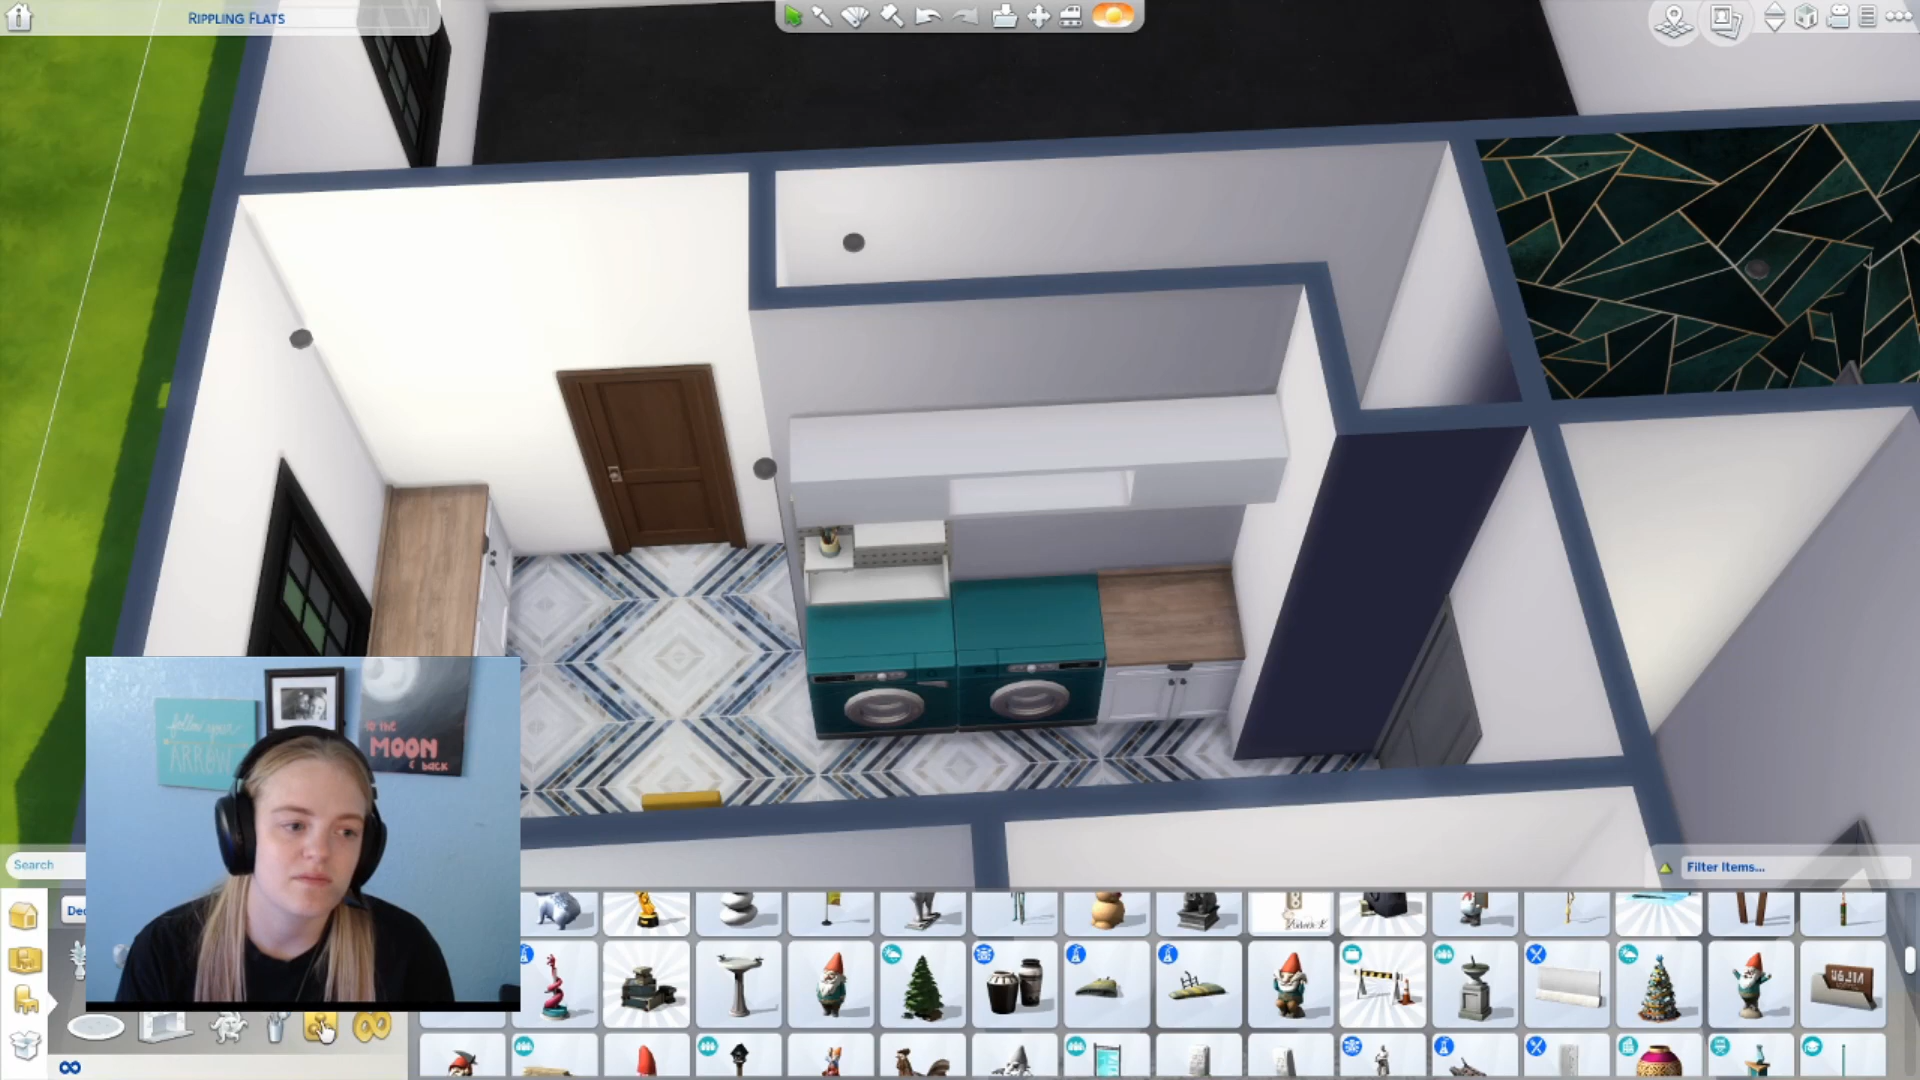 RIPPLING FLATS
follow your
ARROW
to the
MOON
& back
Search
Filter Items...